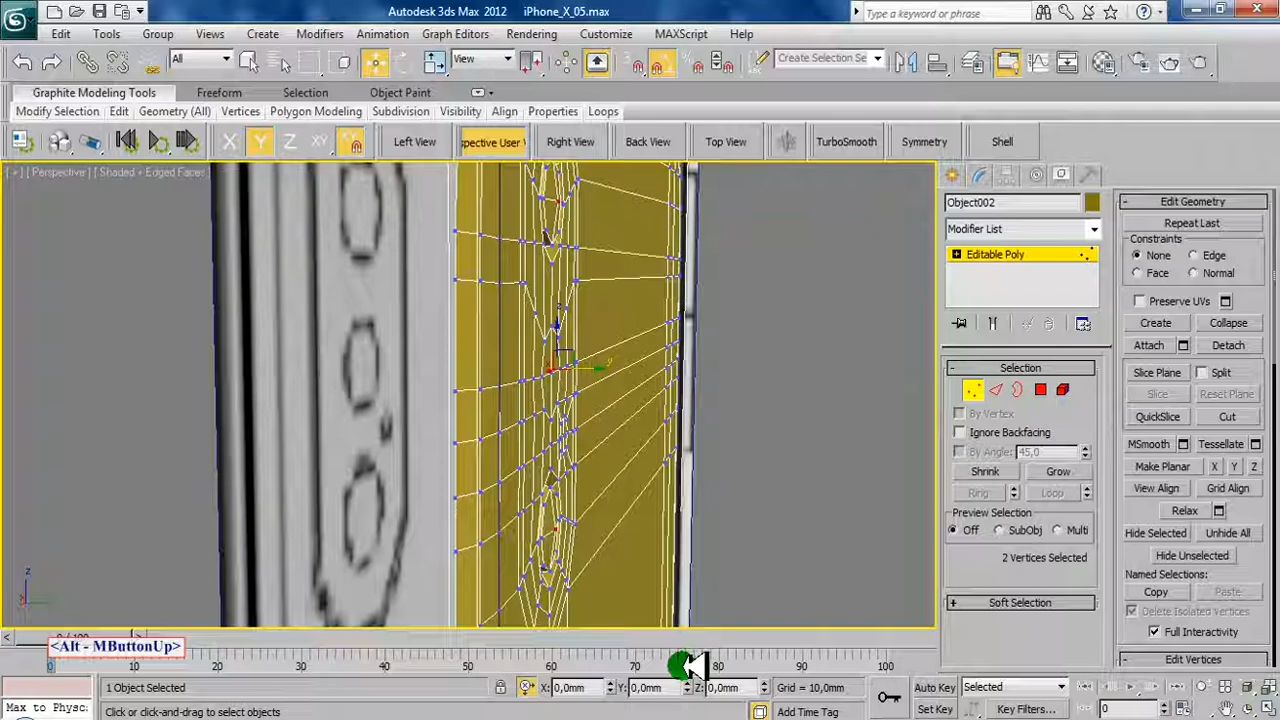 Autodesk 3ds Max 2012 iPhone_X_05.max
Type a keyword or phrase
Edit Tools Group Views Create Modifiers Animation Graph Editors Rendering Customize MAXScript Help
All View Create Selection Se
Graphite Modeling Tools Freeform Selection Object Paint
Modify Selection Edit Geometry (All) Vertices Polygon Modeling Subdivision Visibility Align Properties Loops
X Y Z XY Left View spective User V Right View Back View Top View TurboSmooth Symmetry Shell
[ + ] [ Perspective ] [ Shaded + Edged Faces ]
Object002
Modifier List
Editable Poly
Selection
By Vertex
Ignore Backfacing
By Angle: 45,0
Shrink Grow
Ring Loop
Preview Selection
Off SubObj Multi
2 Vertices Selected
Soft Selection
Edit Geometry
Repeat Last
Constraints
None Edge
Face Normal
Preserve UVs
Create Collapse
Attach Detach
Slice Plane Split
Slice Reset Plane
QuickSlice Cut
MSmooth Tessellate
Make Planar X Y Z
View Align Grid Align
Relax
Hide Selected Unhide All
Hide Unselected
Named Selections:
Copy Paste
Delete Isolated Vertices
Full Interactivity
Edit Vertices
z
y
z
0 / 100
<Alt - MButtonUp>
0 10 20 30 40 50 60 70 80 90 100
1 Object Selected X: 0,0mm Y: 0,0mm Z: 0,0mm Grid = 10,0mm Auto Key Selected
Max to Physc Click or click-and-drag to select objects Add Time Tag Set Key Key Filters... 0